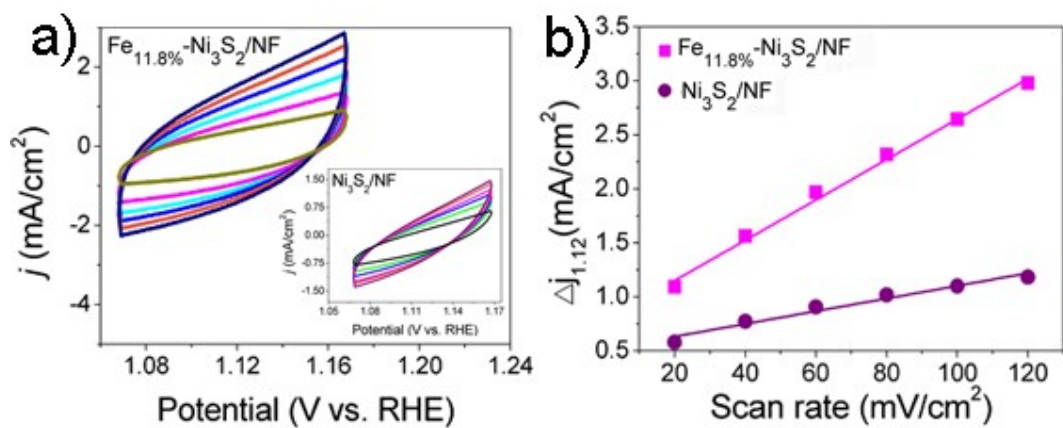 a)
Fe11.8%-Ni3S2/NF
2
0
-2
-4
j (mA/cm2)
1.08
1.12
1.16
1.20
1.24
Potential (V vs. RHE)
Ni3S2/NF
1.50
0.75
0.00
-0.75
-1.50
j (mA/cm2)
1.05
1.08
1.11
1.14
1.17
Potential (V vs. RHE)
b)
Fe11.8%-Ni3S2/NF
Ni3S2/NF
3.5
3.0
2.5
2.0
1.5
1.0
0.5
△j1.12(mA/cm2)
20
40
60
80
100
120
Scan rate (mV/cm2)